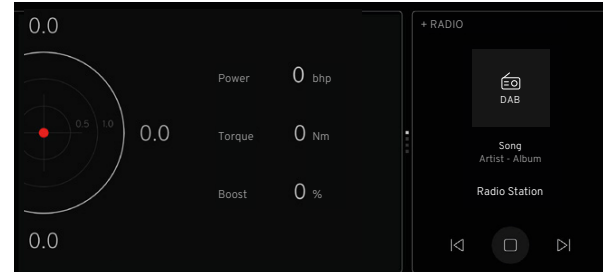 0.0
+ RADIO
Power 0 bhp
DAB
0.5 1.0
0.0
Torque 0 Nm
Song
Artist - Album
Boost 0 %
Radio Station
0.0